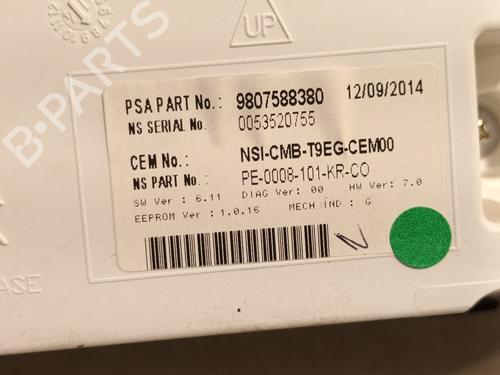 UP
PSA PART No.: 9807588380 12/09/2014
NS SERIAL No.: 0053520755
CEM No.: NSI-CMB-T9EG-CEM00
NS PART No.: PE-0008-101-KR-CO
SW Ver : 6.11 DIAG Ver: 00 HW Ver: 7.0
EEPROM Ver : 1.0.16 MECH IND : G
B-PARTS